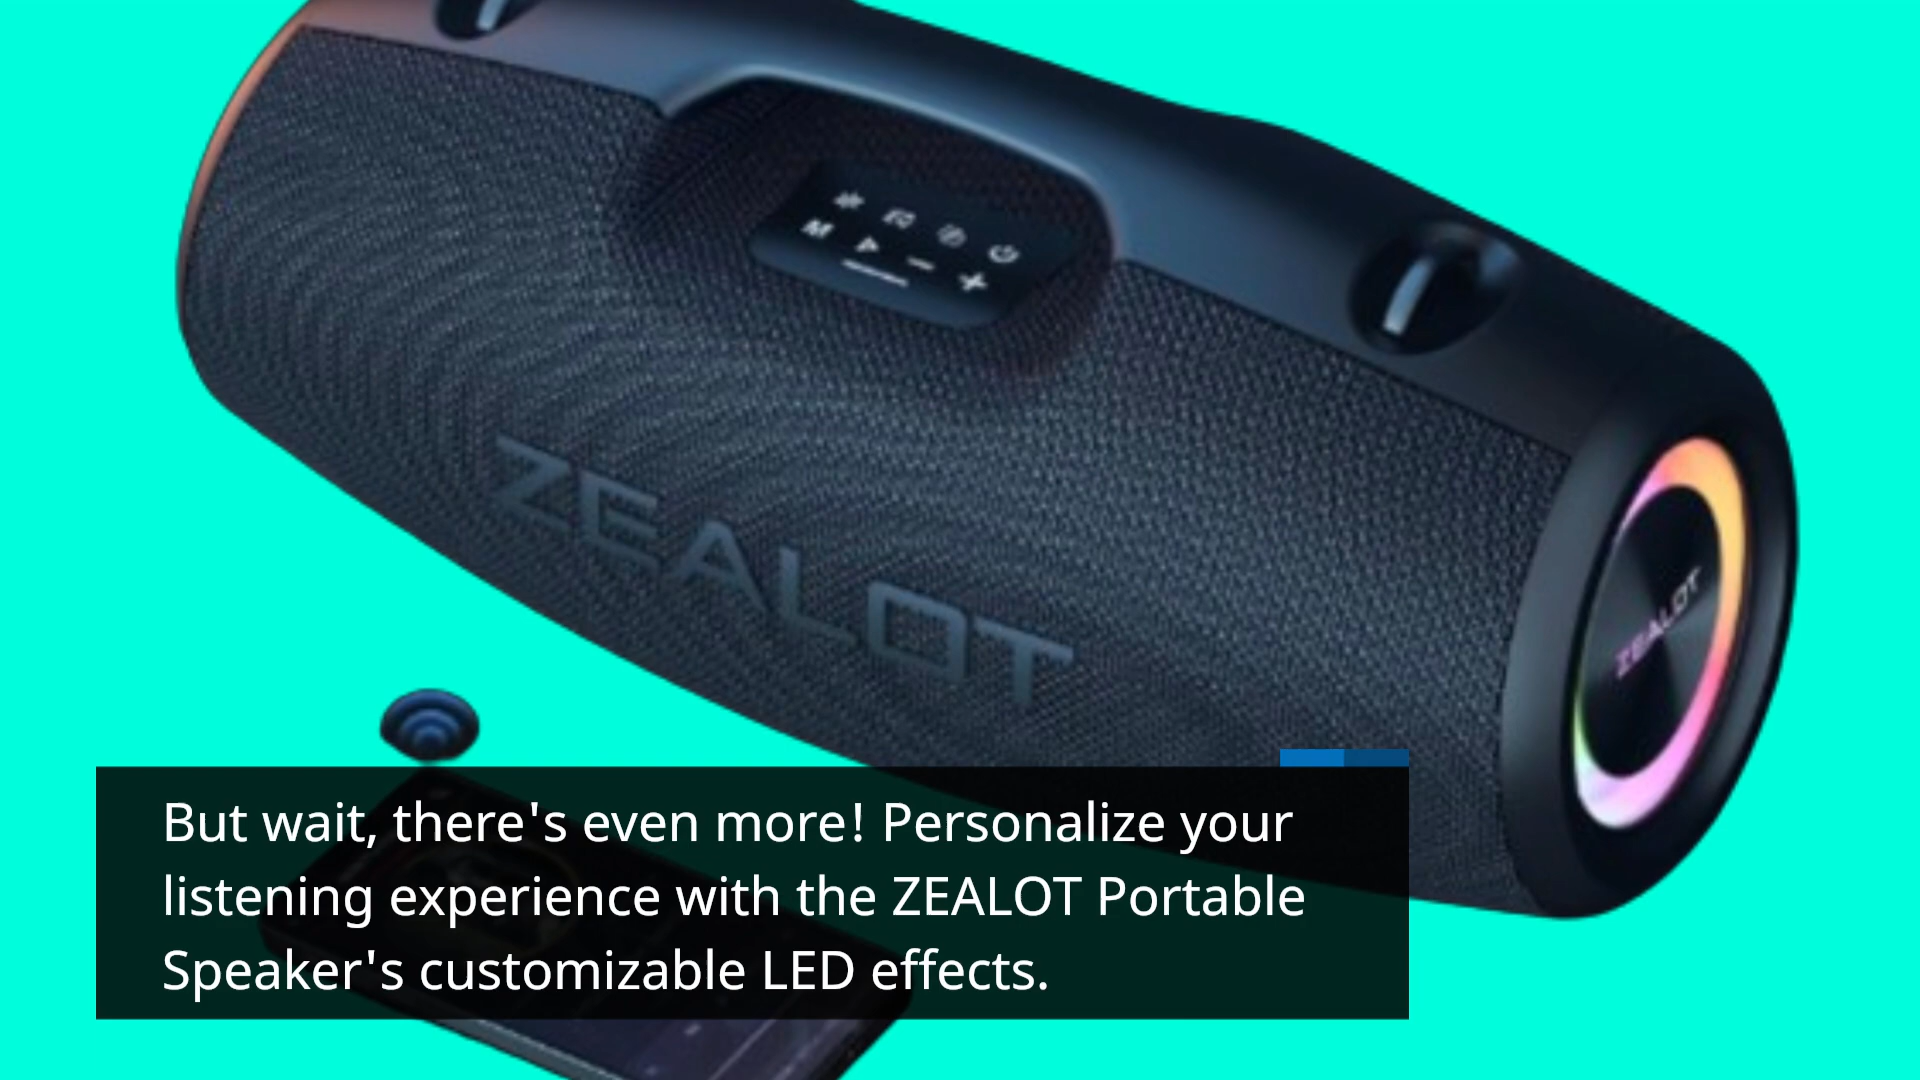 M
ZEALOT
ZEALOT
But wait, there's even more! Personalize your
listening experience with the ZEALOT Portable
Speaker's customizable LED effects.